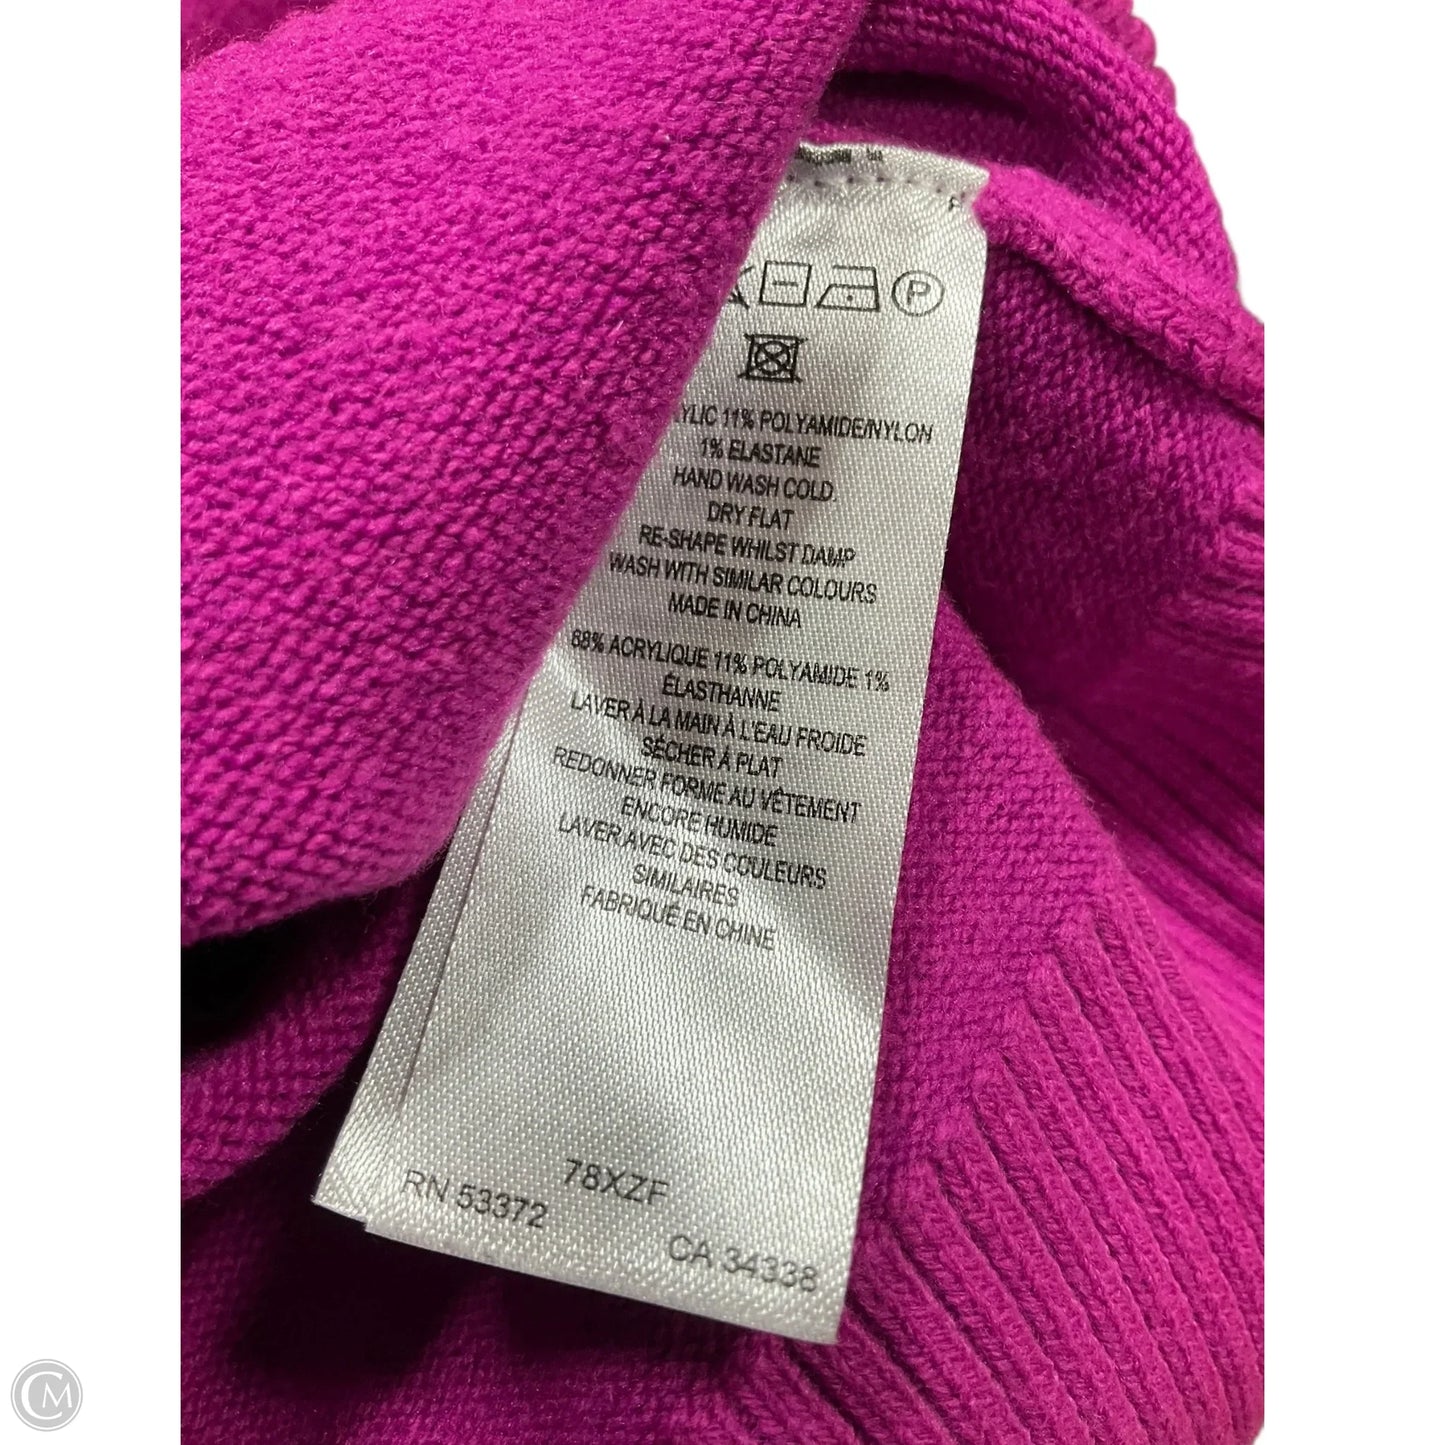 P
11% POLYAMIDE/NYLON
1% ELASTANE
HAND WASH COLD
DRY FLAT
RE-SHAPE WHILST DAMP
WASH WITH SIMILAR COLOURS
MADE IN CHINA
88% ACRYLIQUE 11% POLYAMIDE 1%
ÉLASTHANNE
LAVER À LA MAIN À L'EAU FROIDE
SÉCHER À PLAT
REDONNER FORME AU VÊTEMENT
ENCORE HUMIDE
LAVER AVEC DES COULEURS
SIMILAIRES
FABRIQUÉ EN CHINE
78XZF
RN 53372
CA 34338
CM